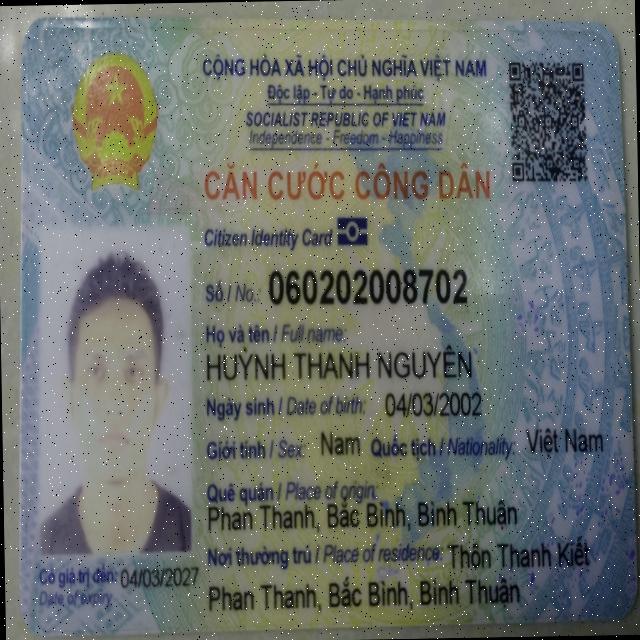 CỘNG HÒA XÃ HỘI CHỦ NGHĨA VIỆT NAM
Độc lập - Tự do - Hạnh phúc
SOCIALIST REPUBLIC OF VIET NAM
Independence - Freedom - Happiness
CĂN CƯỚC CÔNG DÂN
Citizen Identity Card
Số / No.: 060202008702
Họ và tên / Full name:
HUỲNH THANH NGUYÊN
Ngày sinh / Date of birth: 04/03/2002
Giới tính / Sex: Nam Quốc tịch / Nationality: Việt Nam
Quê quán / Place of origin:
Phan Thanh, Bắc Bình, Bình Thuận
Nơi thường trú / Place of residence: Thôn Thanh Kiết
Phan Thanh, Bắc Bình, Bình Thuận
Có giá trị đến: 04/03/2027
Date of expiry